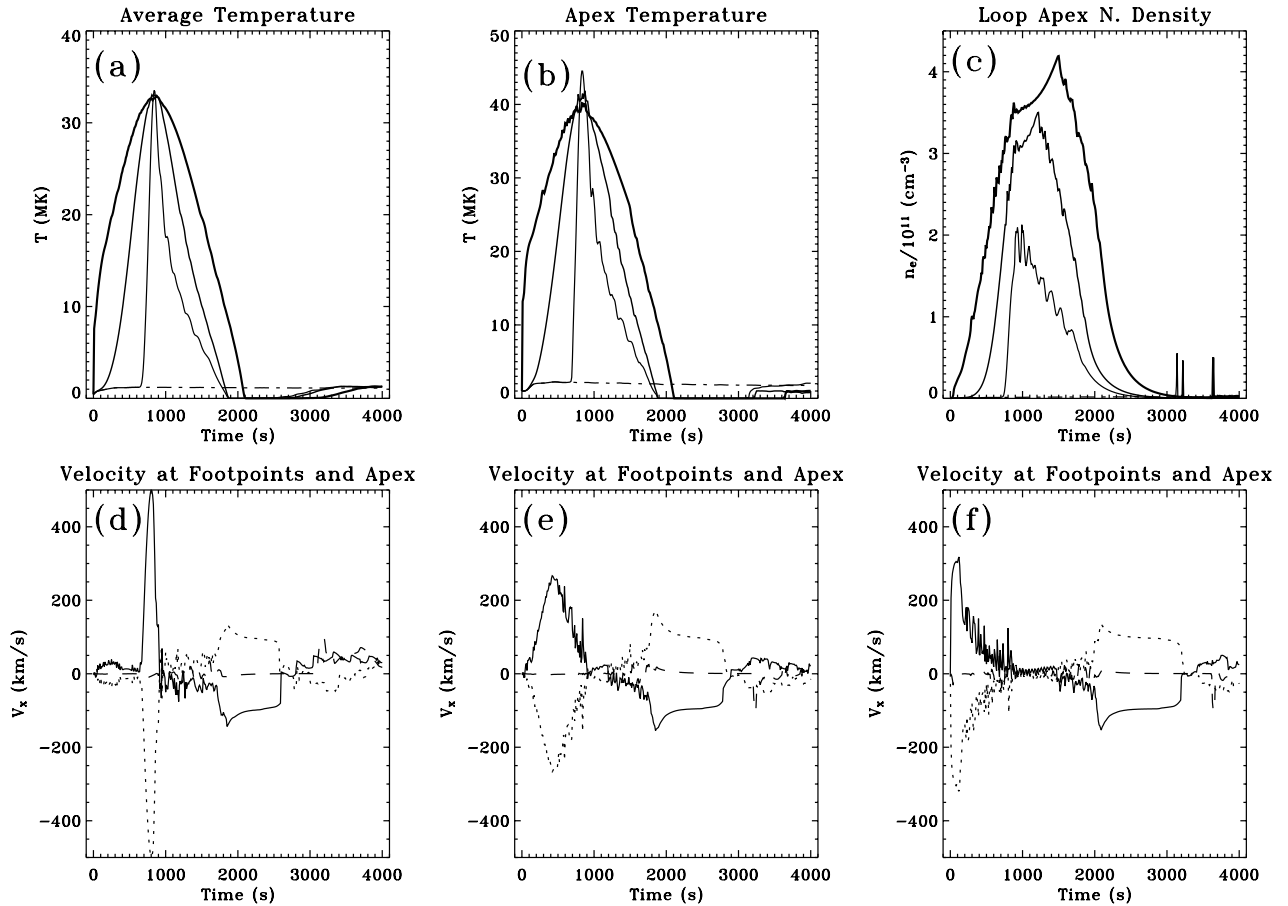 Average Temperature
Apex Temperature
Loop Apex N. Density
(a)
(b)
(c)
40
30
20
10
0
T (MK)
50
40
30
20
10
0
T (MK)
4
3
2
1
0
nₑ/10¹¹ (cm⁻³)
0 1000 2000 3000 4000
0 1000 2000 3000 4000
0 1000 2000 3000 4000
Time (s)
Time (s)
Time (s)
Velocity at Footpoints and Apex
Velocity at Footpoints and Apex
Velocity at Footpoints and Apex
(d)
(e)
(f)
400
200
0
−200
−400
Vₓ (km/s)
400
200
0
−200
−400
Vₓ (km/s)
400
200
0
−200
−400
Vₓ (km/s)
0 1000 2000 3000 4000
0 1000 2000 3000 4000
0 1000 2000 3000 4000
Time (s)
Time (s)
Time (s)